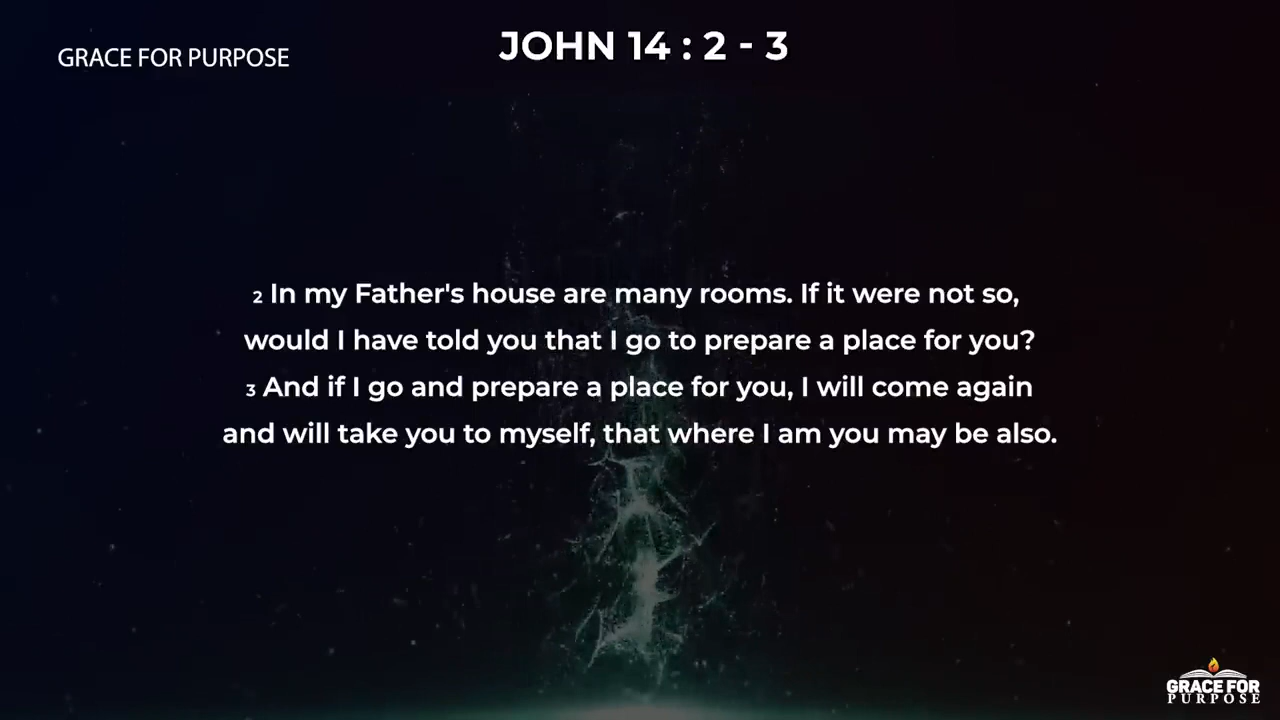 GRACE FOR PURPOSE
JOHN 14 : 2 - 3
2 In my Father's house are many rooms. If it were not so,
would I have told you that I go to prepare a place for you?
3 And if I go and prepare a place for you, I will come again
and will take you to myself, that where I am you may be also.
GRACE FOR
PURPOSE